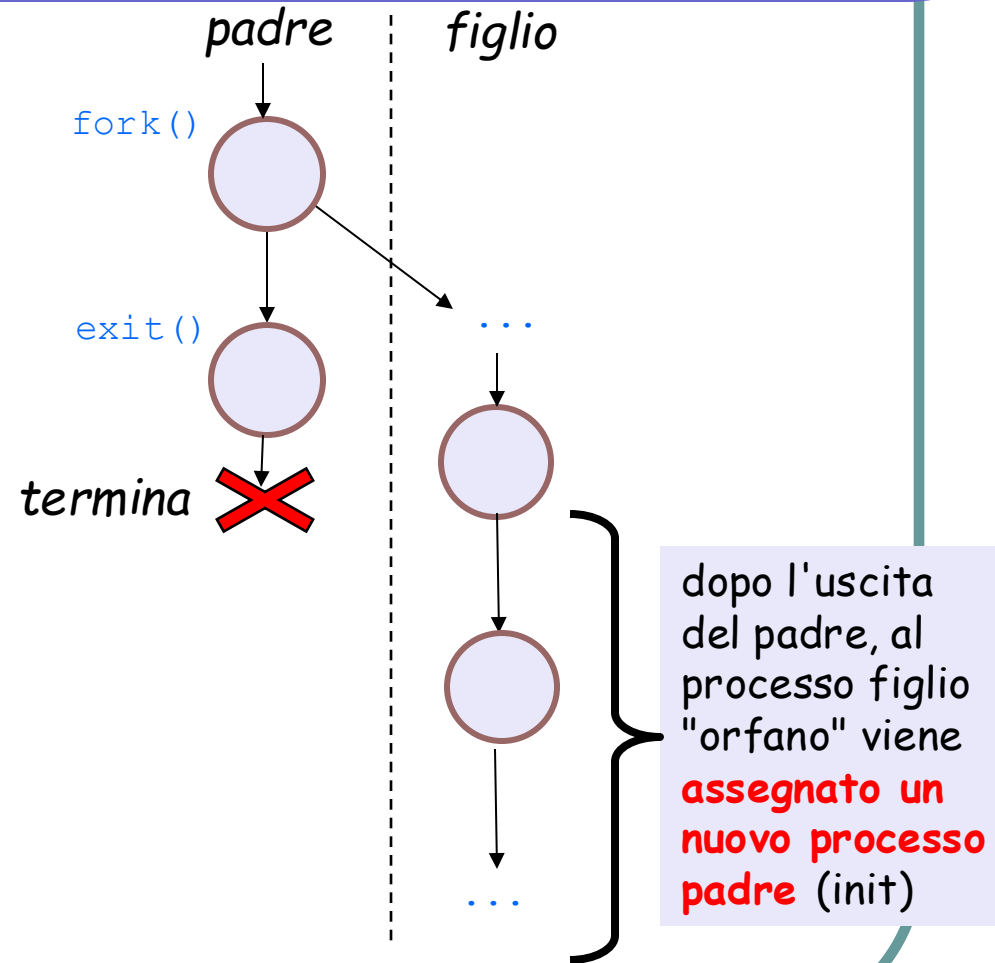 padre
figlio
fork()
...
exit()
termina
dopo l'uscita
del padre, al
processo figlio
"orfano" viene
assegnato un
nuovo processo
padre (init)
...